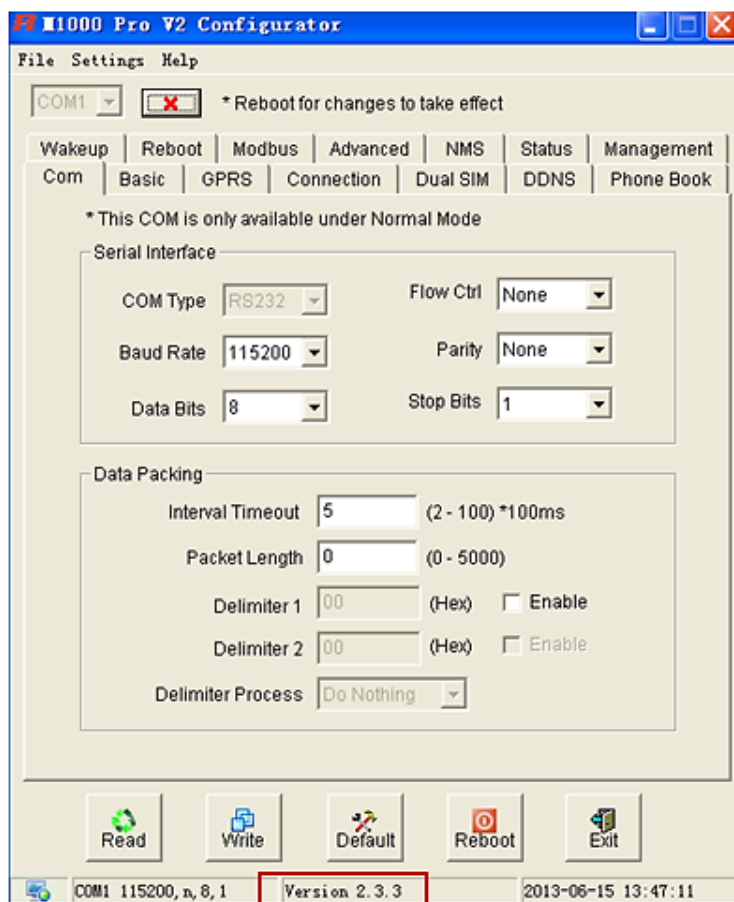 M1000 Pro V2 Configurator
File Settings Help
COM1 * Reboot for changes to take effect
Wakeup Reboot Modbus Advanced NMS Status Management
Com Basic GPRS Connection Dual SIM DDNS Phone Book
* This COM is only available under Normal Mode
Serial Interface
COM Type RS232 Flow Ctrl None
Baud Rate 115200 Parity None
Data Bits 8 Stop Bits 1
Data Packing
Interval Timeout 5 (2 - 100) *100ms
Packet Length 0 (0 - 5000)
Delimiter 1 00 (Hex) Enable
Delimiter 2 00 (Hex) Enable
Delimiter Process Do Nothing
Read Write Default Reboot Exit
COM1 115200,n,8,1 Version 2.3.3 2013-06-15 13:47:11